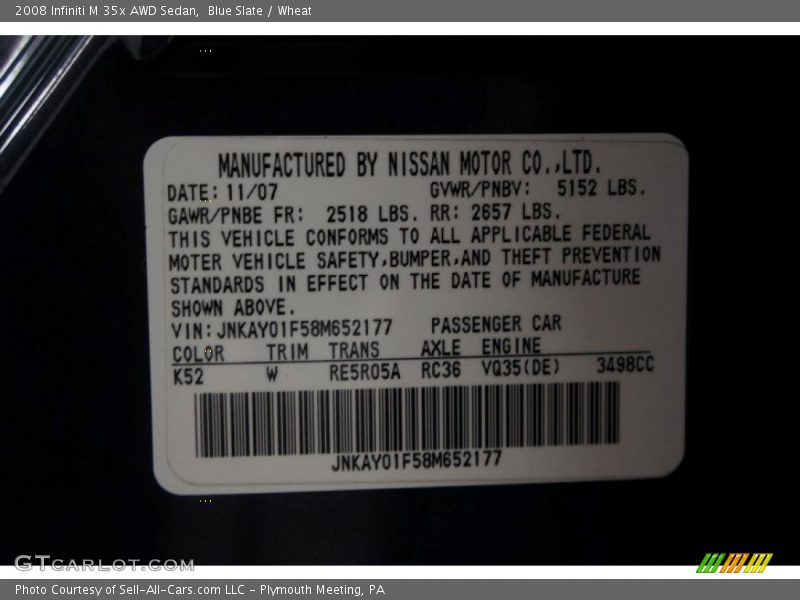 2008 Infiniti M 35x AWD Sedan,  Blue Slate / Wheat
MANUFACTURED BY NISSAN MOTOR CO.,LTD.
DATE: 11/07 GVWR/PNBV: 5152 LBS.
GAWR/PNBE FR: 2518 LBS. RR: 2657 LBS.
THIS VEHICLE CONFORMS TO ALL APPLICABLE FEDERAL
MOTER VEHICLE SAFETY,BUMPER,AND THEFT PREVENTION
STANDARDS IN EFFECT ON THE DATE OF MANUFACTURE
SHOWN ABOVE.
VIN: JNKAY01F58M652177 PASSENGER CAR
COLOR TRIM TRANS AXLE ENGINE
K52 W RE5R05A RC36 VQ35(DE) 3498CC
JNKAY01F58M652177
GTCARLOT.COM
Photo Courtesy of Sell-All-Cars.com LLC - Plymouth Meeting, PA